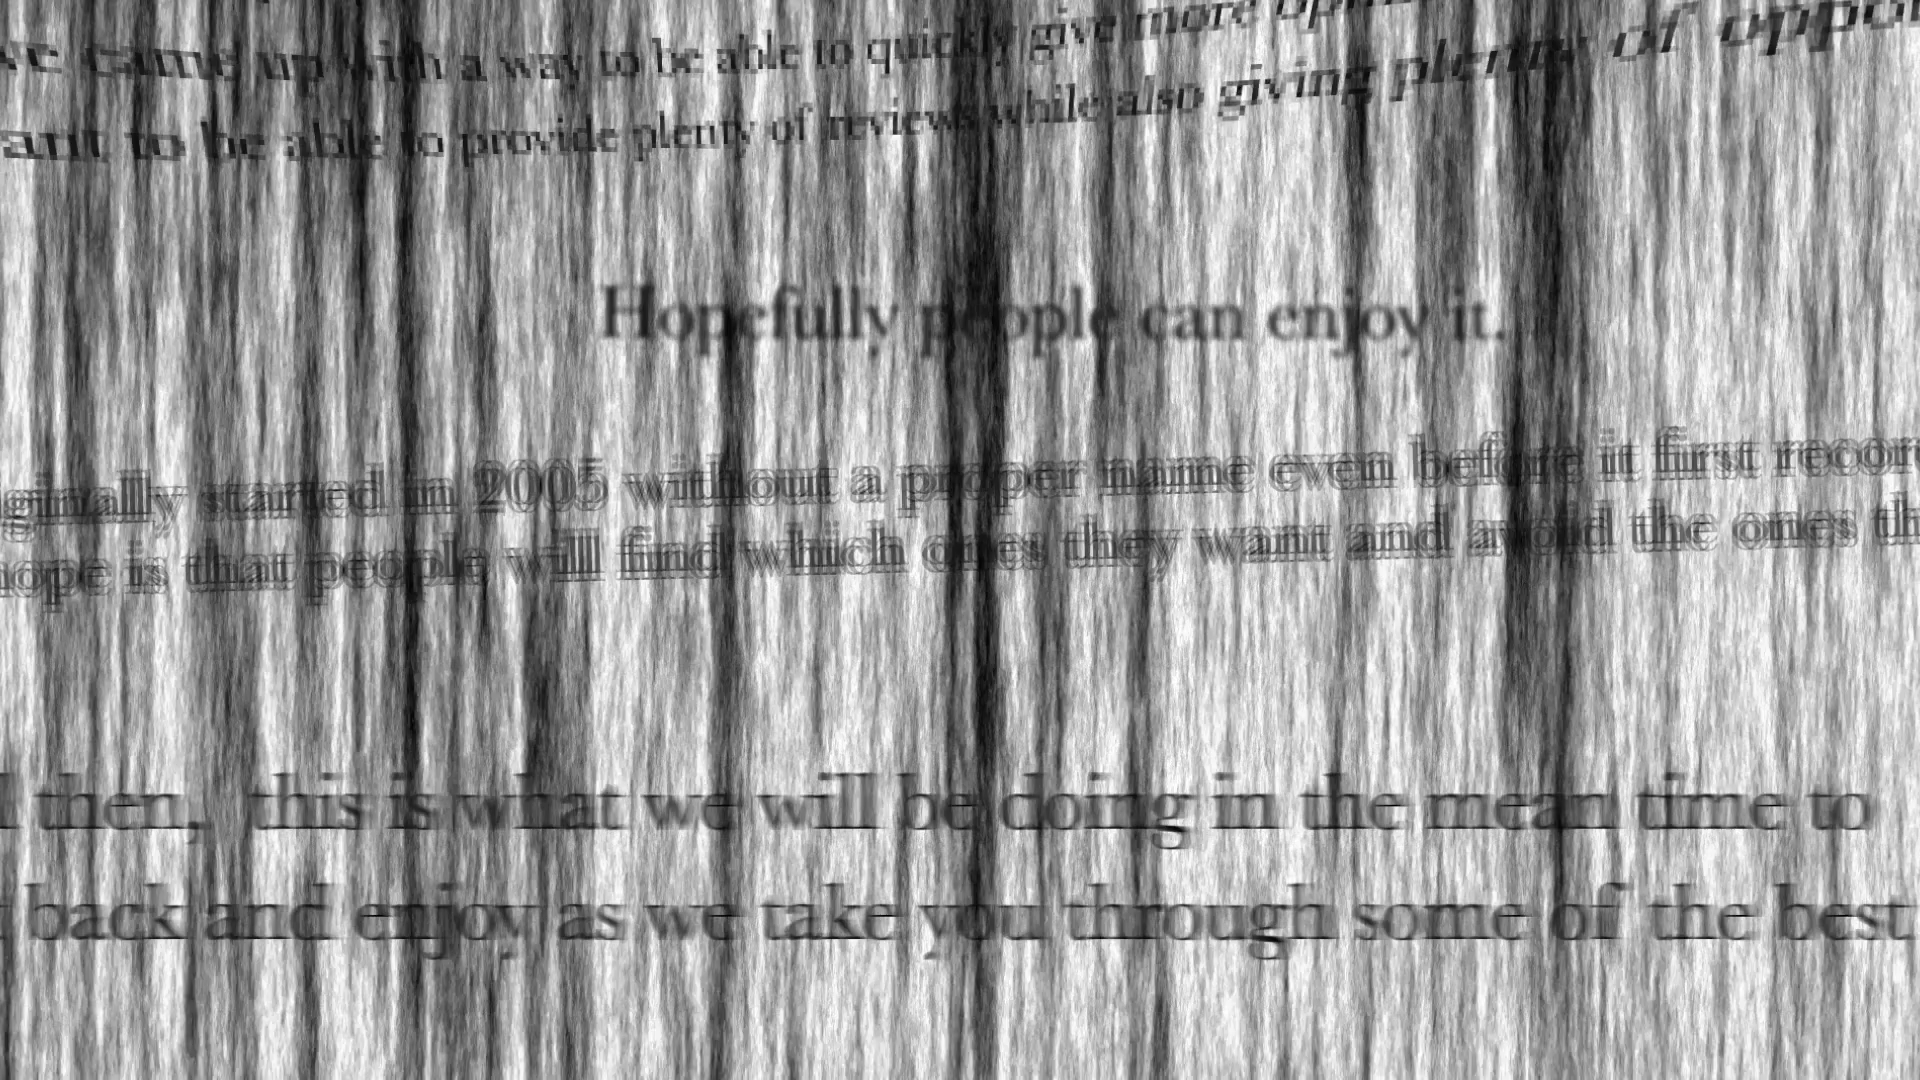 we came up with a way to be able to quickly give more
want to be able to provide plenty of reviews while also giving plenty of
Hopefully people can enjoy it.
started in 2005 without a proper name even before it first
hope is that people will find which ones they want and avoid the ones
then, this is what we will be doing in the mean time to
back and enjoy as we take you through some of the best